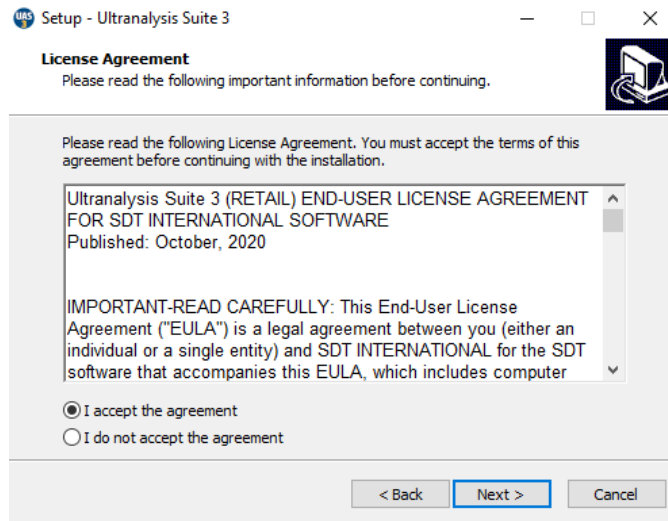 UAS
3
Setup - Ultranalysis Suite 3
License Agreement
Please read the following important information before continuing.
Please read the following License Agreement. You must accept the terms of this
agreement before continuing with the installation.
Ultranalysis Suite 3 (RETAIL) END-USER LICENSE AGREEMENT
FOR SDT INTERNATIONAL SOFTWARE
Published: October, 2020
IMPORTANT-READ CAREFULLY: This End-User License
Agreement ("EULA") is a legal agreement between you (either an
individual or a single entity) and SDT INTERNATIONAL for the SDT
software that accompanies this EULA, which includes computer
I accept the agreement
I do not accept the agreement
< Back
Next >
Cancel